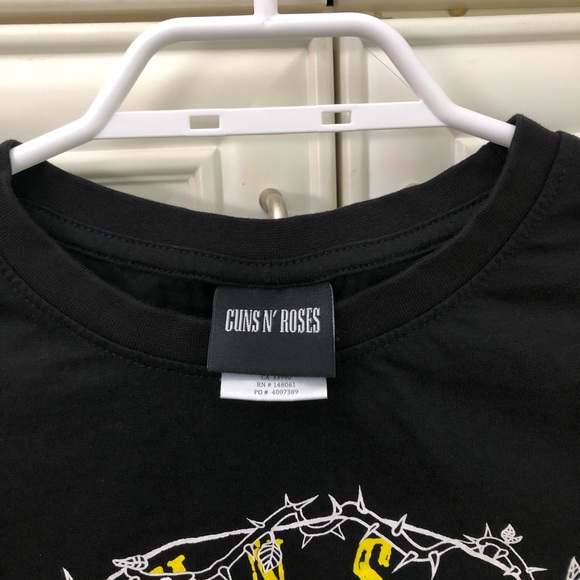 GUNS N' ROSES
RN # 148061
PO # 4007389